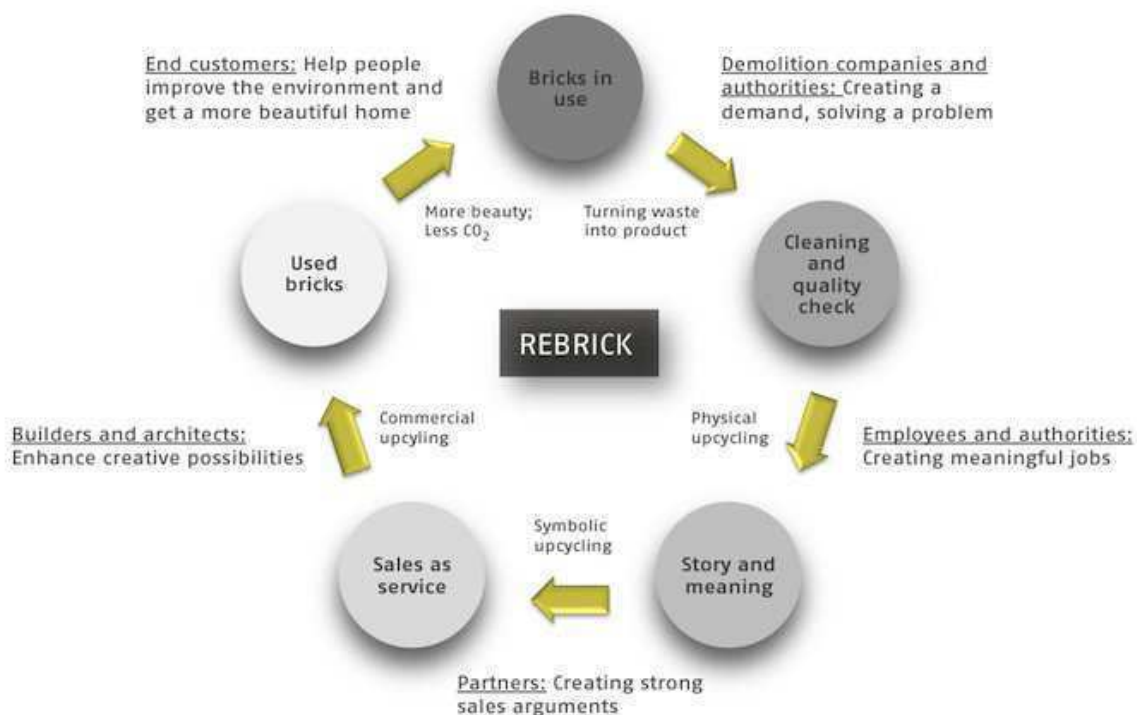 End customers: Help people
improve the environment and
get a more beautiful home
Bricks in
use
Demolition companies and
authorities: Creating a
demand, solving a problem
More beauty;
Less CO₂
Turning waste
into product
Used
bricks
Cleaning
and
quality
check
REBRICK
Commercial
upcyling
Physical
upcycling
Builders and architects:
Enhance creative possibilities
Employees and authorities:
Creating meaningful jobs
Symbolic
upcycling
Sales as
service
Story and
meaning
Partners: Creating strong
sales arguments